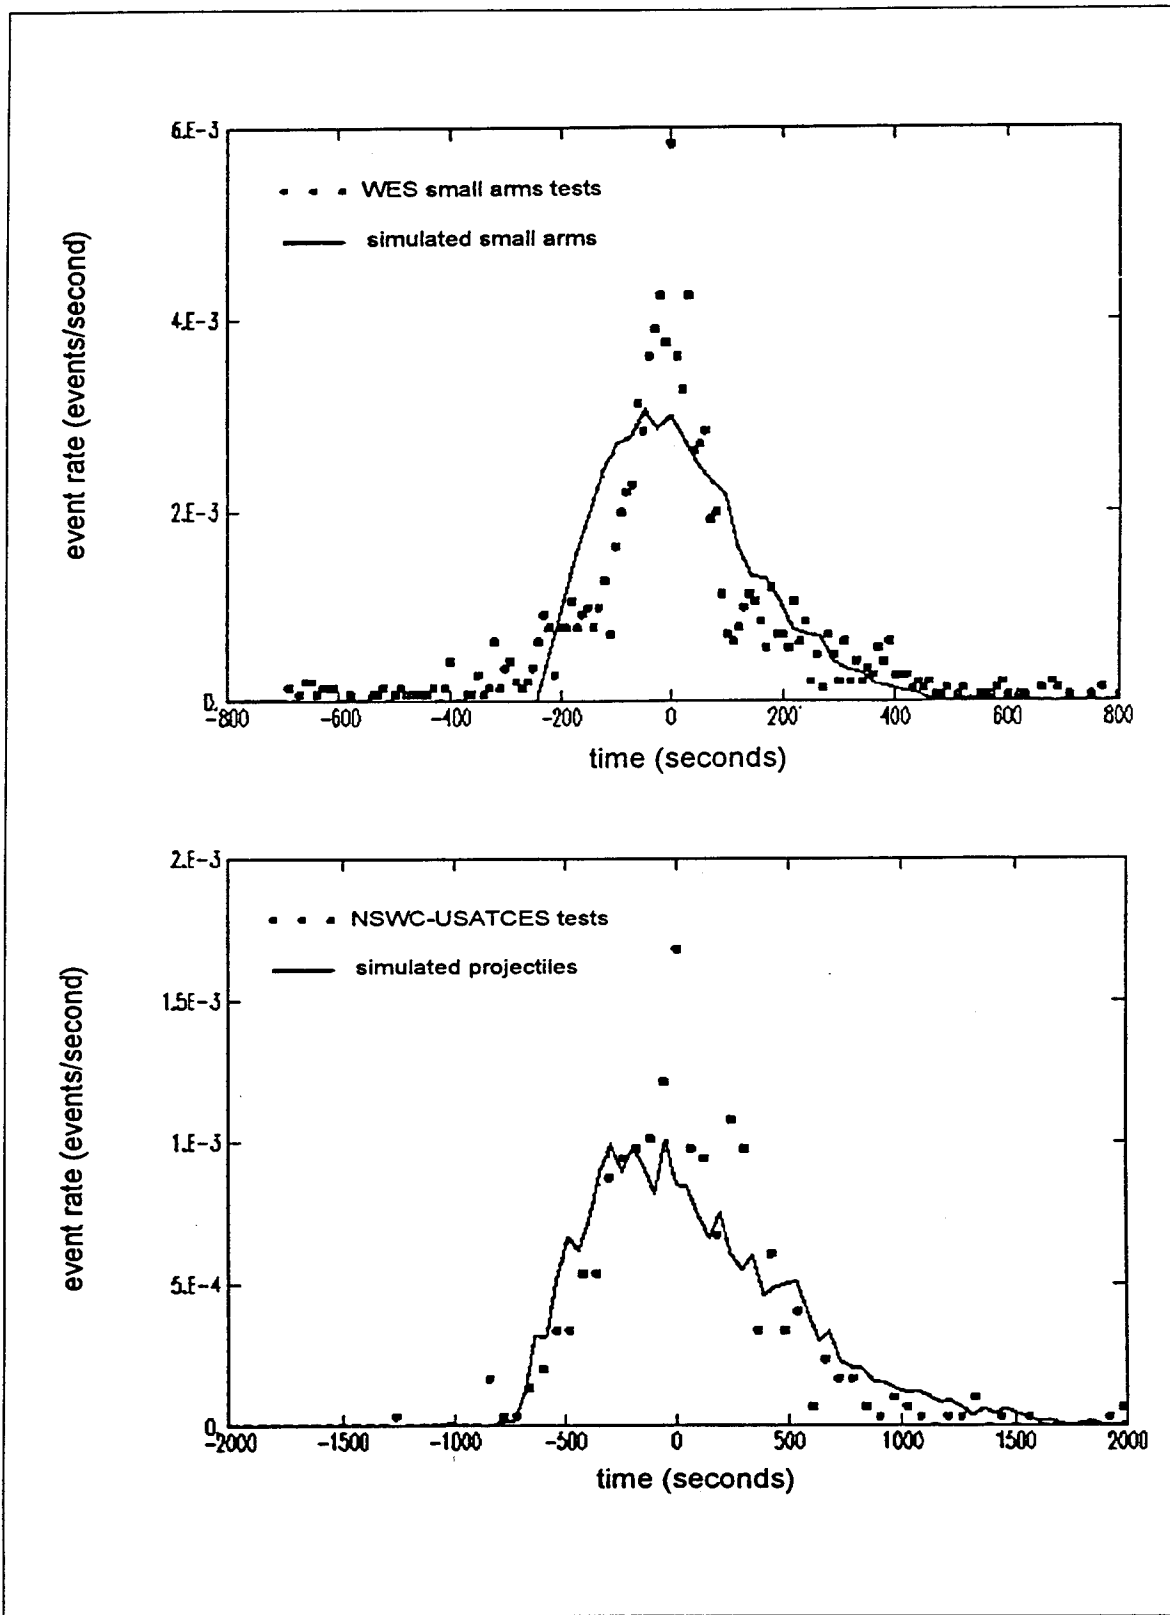 6.E-3
WES small arms tests
simulated small arms
4.E-3
2.E-3
0.
event rate (events/second)
-800 -600 -400 -200 0 200 400 600 800
time (seconds)
2.E-3
NSWC-USATCES tests
simulated projectiles
1.5E-3
1.E-3
5.E-4
0.
event rate (events/second)
-2000 -1500 -1000 -500 0 500 1000 1500 2000
time (seconds)